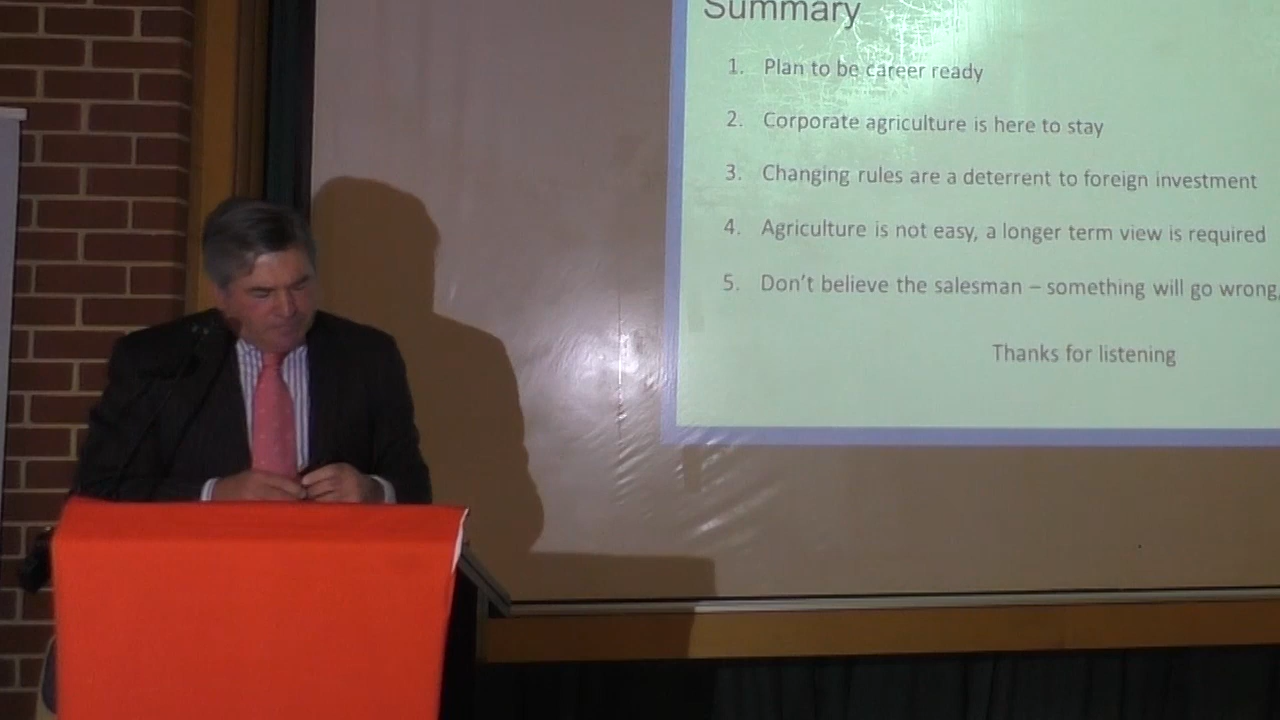 Summary
1. Plan to be career ready
2. Corporate agriculture is here to stay
3. Changing rules are a deterrent to foreign investment
4. Agriculture is not easy, a longer term view is required
5. Don't believe the salesman – something will go wrong,
Thanks for listening